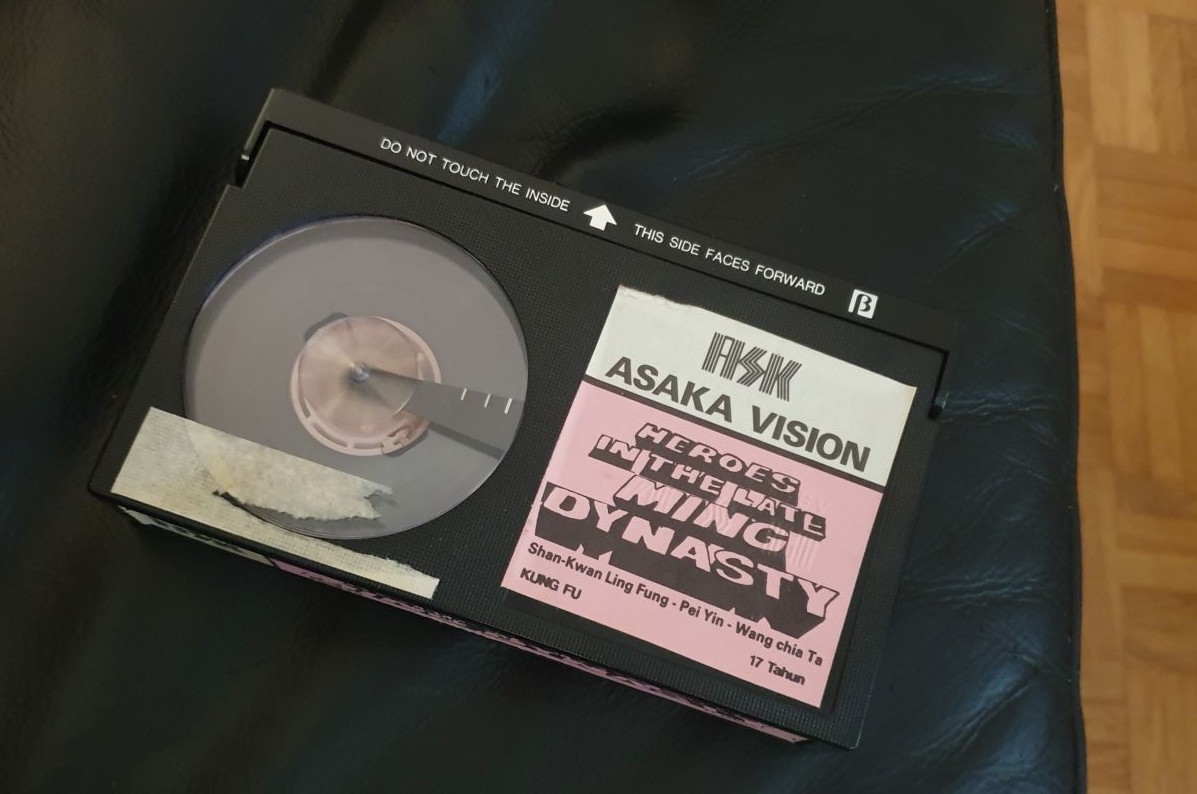 DO NOT TOUCH THE INSIDE THIS SIDE FACES FORWARD β
ASK
ASAKA VISION
HEROES
IN THE LATE
MING
DYNASTY
Shan-Kwan Ling Fung - Pei Yin - Wang chia Ta
KUNG FU
17 Tahun